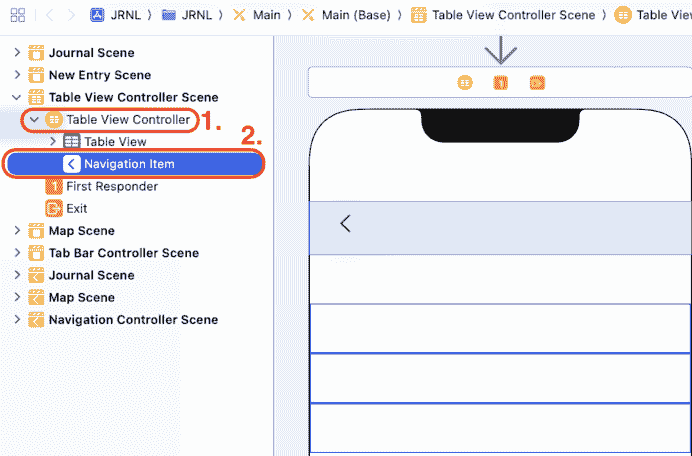 JRNL 〉 JRNL 〉 Main 〉 Main (Base) 〉 Table View Controller Scene 〉 Table View
Journal Scene
New Entry Scene
Table View Controller Scene
Table View Controller 1.
Table View 2.
Navigation Item
First Responder
Exit
Map Scene
Tab Bar Controller Scene
Journal Scene
Map Scene
Navigation Controller Scene